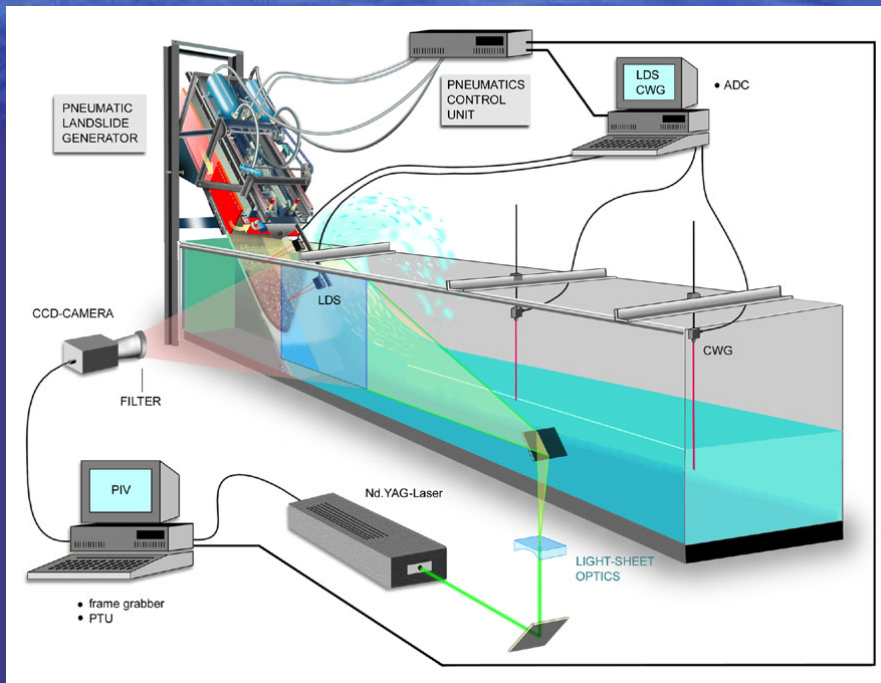 PNEUMATIC
LANDSLIDE
GENERATOR
PNEUMATICS
CONTROL
UNIT
LDS
CWG
• ADC
LDS
CCD-CAMERA
FILTER
CWG
PIV
Nd.YAG-Laser
LIGHT-SHEET
OPTICS
• frame grabber
• PTU